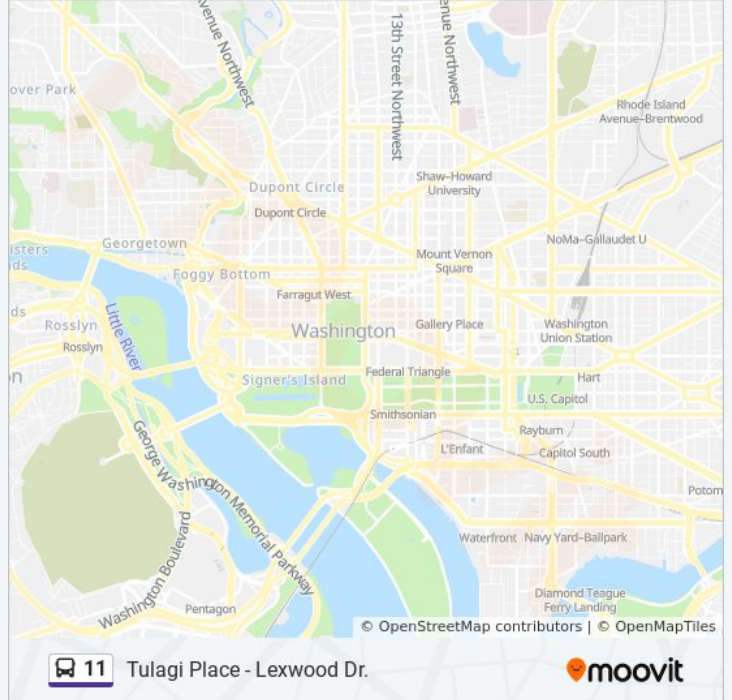 venue Northwest
13th Street Northwest
enue Northwest
over Park
Rhode Island
Avenue–Brentwood
Shaw–Howard
University
Dupont Circle
Dupont Circle
Georgetown
NoMa–Gallaudet U
isters
nds
Mount Vernon
Square
Foggy Bottom
Farragut West
Little River
ds
Rosslyn
Washington
Gallery Place
Washington
Union Station
Rosslyn
on
Signer's Island
Federal Triangle
Hart
U.S. Capitol
Smithsonian
Rayburn
George Washington Memorial Parkway
L'Enfant
Capitol South
Potom
Washington Boulevard
Waterfront
Navy Yard–Ballpark
Diamond Teague
Ferry Landing
Pentagon
© OpenStreetMap contributors | © OpenMapTiles
11 Tulagi Place - Lexwood Dr.
moovit